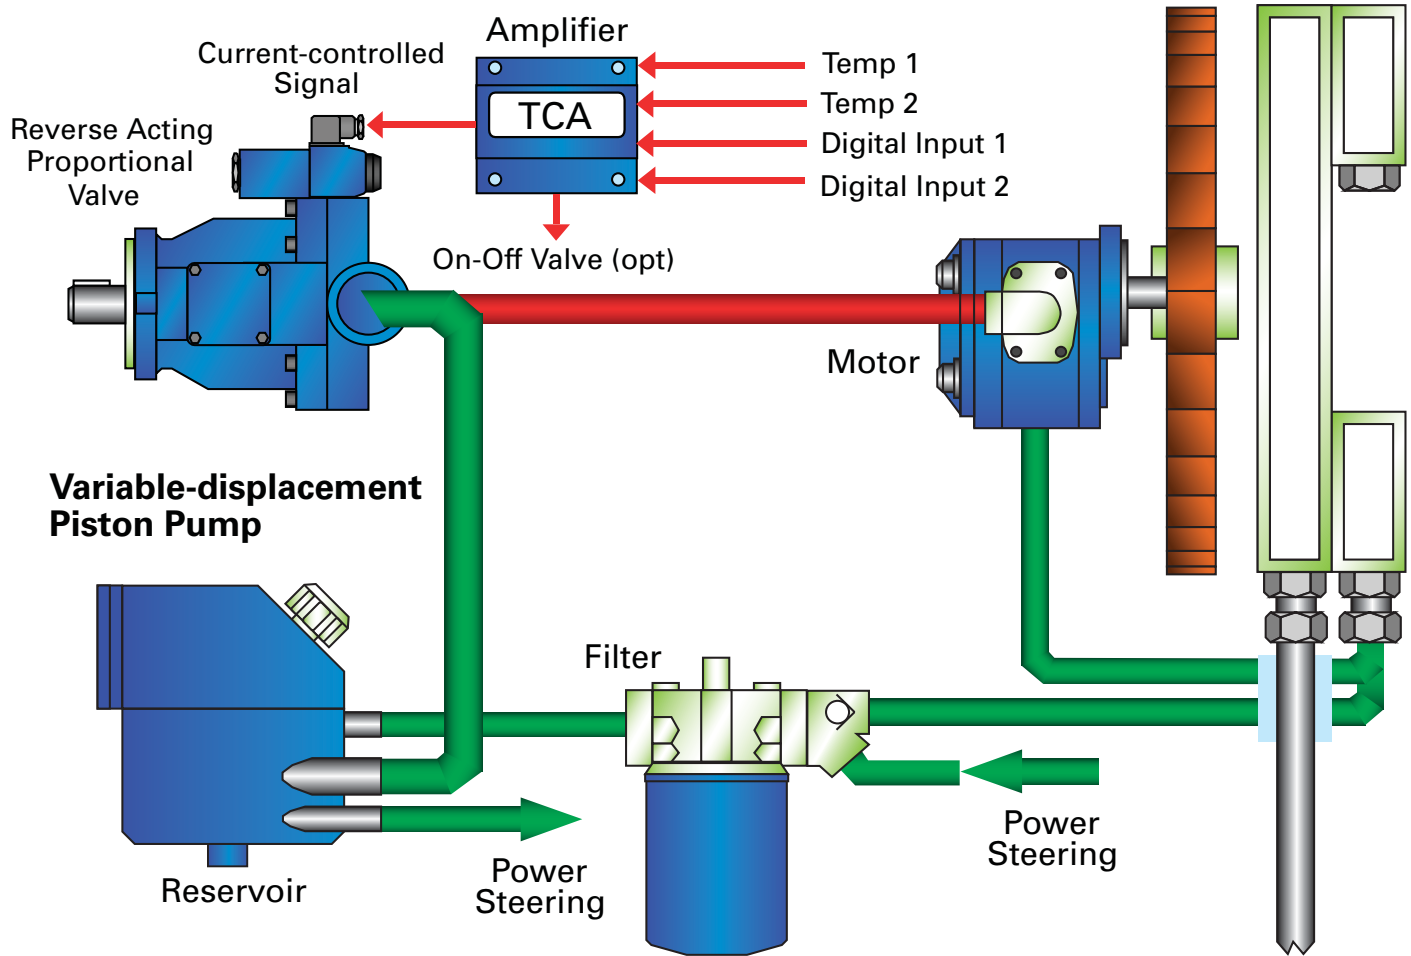 Amplifier
Current-controlled
Signal
Reverse Acting
Proportional
Valve
TCA
Temp 1
Temp 2
Digital Input 1
Digital Input 2
On-Off Valve (opt)
Motor
Variable-displacement
Piston Pump
Filter
Reservoir
Power
Steering
Power
Steering